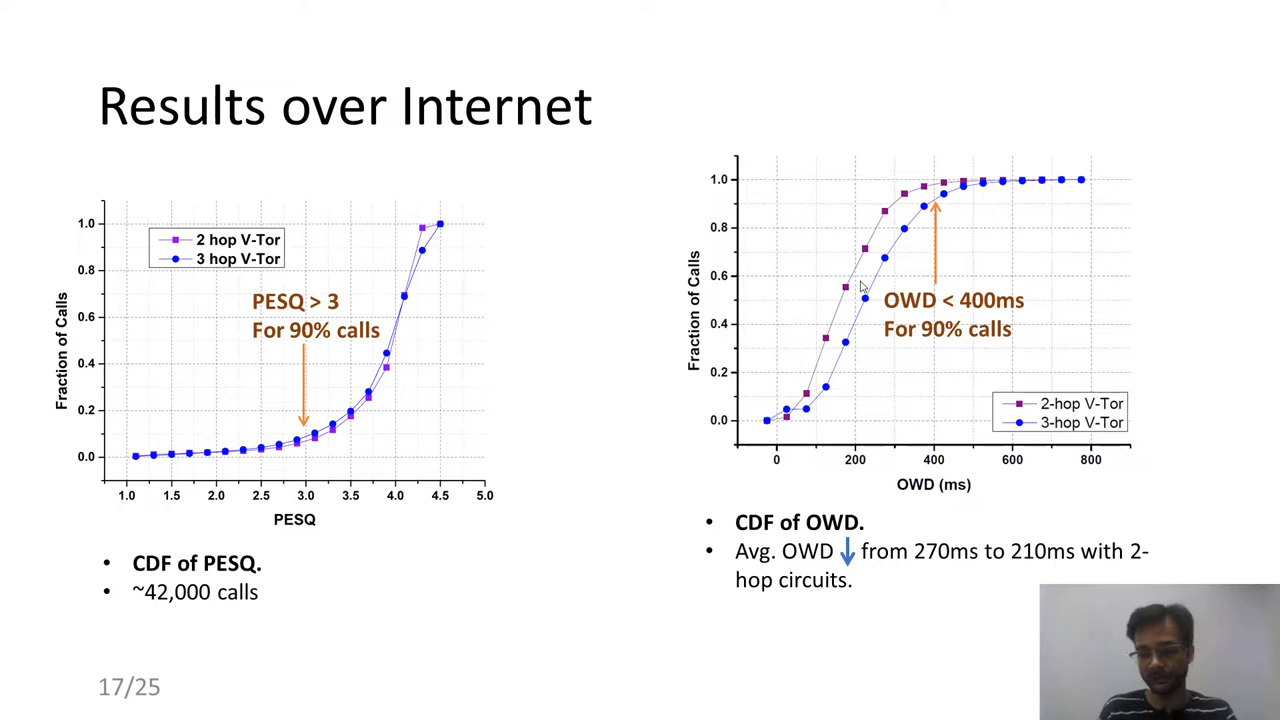 Results over Internet
1.0
0.8
0.6
0.4
0.2
0.0
Fraction of Calls
2 hop V-Tor
3 hop V-Tor
PESQ > 3
For 90% calls
1.0 1.5 2.0 2.5 3.0 3.5 4.0 4.5 5.0
PESQ
• CDF of PESQ.
• ~42,000 calls
1.0
0.8
0.6
0.4
0.2
0.0
Fraction of Calls
OWD < 400ms
For 90% calls
2-hop V-Tor
3-hop V-Tor
0 200 400 600 800
OWD (ms)
• CDF of OWD.
• Avg. OWD from 270ms to 210ms with 2-
hop circuits.
17/25